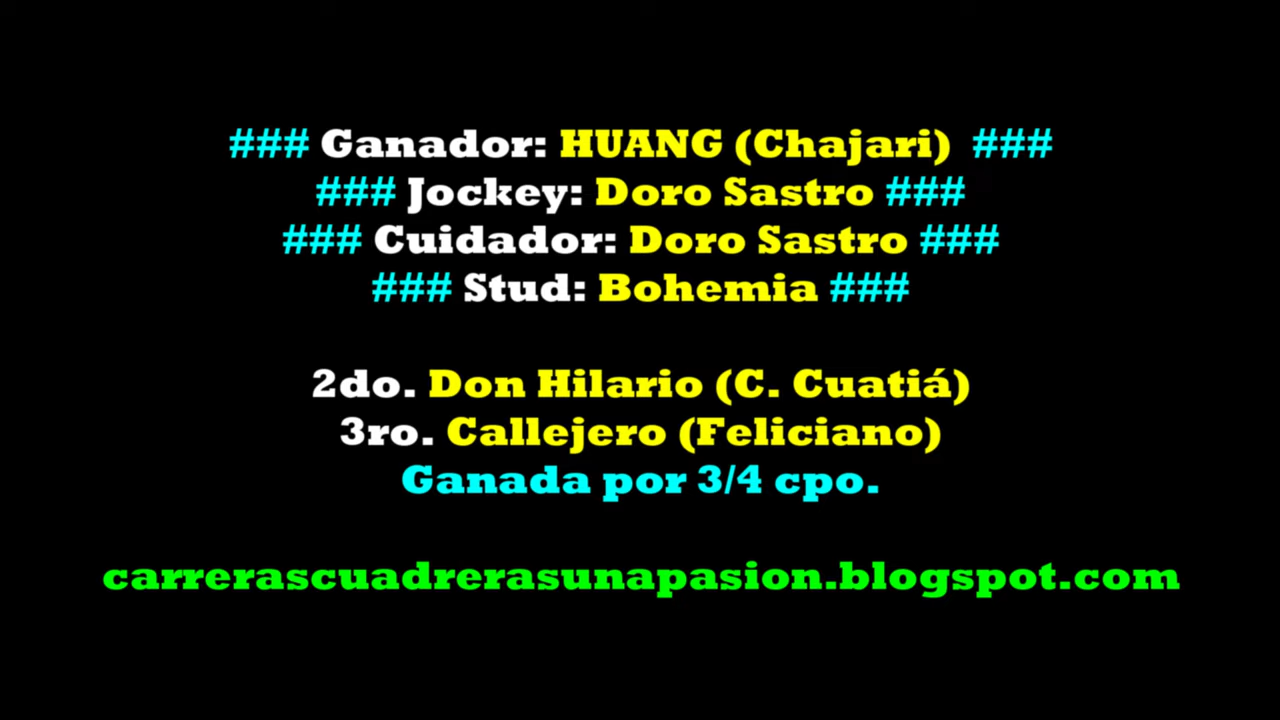 ### Ganador: HUANG (Chajari) ###
### Jockey: Doro Sastro ###
### Cuidador: Doro Sastro ###
### Stud: Bohemia ###
2do. Don Hilario (C. Cuatiá)
3ro. Callejero (Feliciano)
Ganada por 3/4 cpo.
carrerascuadrerasunapasion.blogspot.com